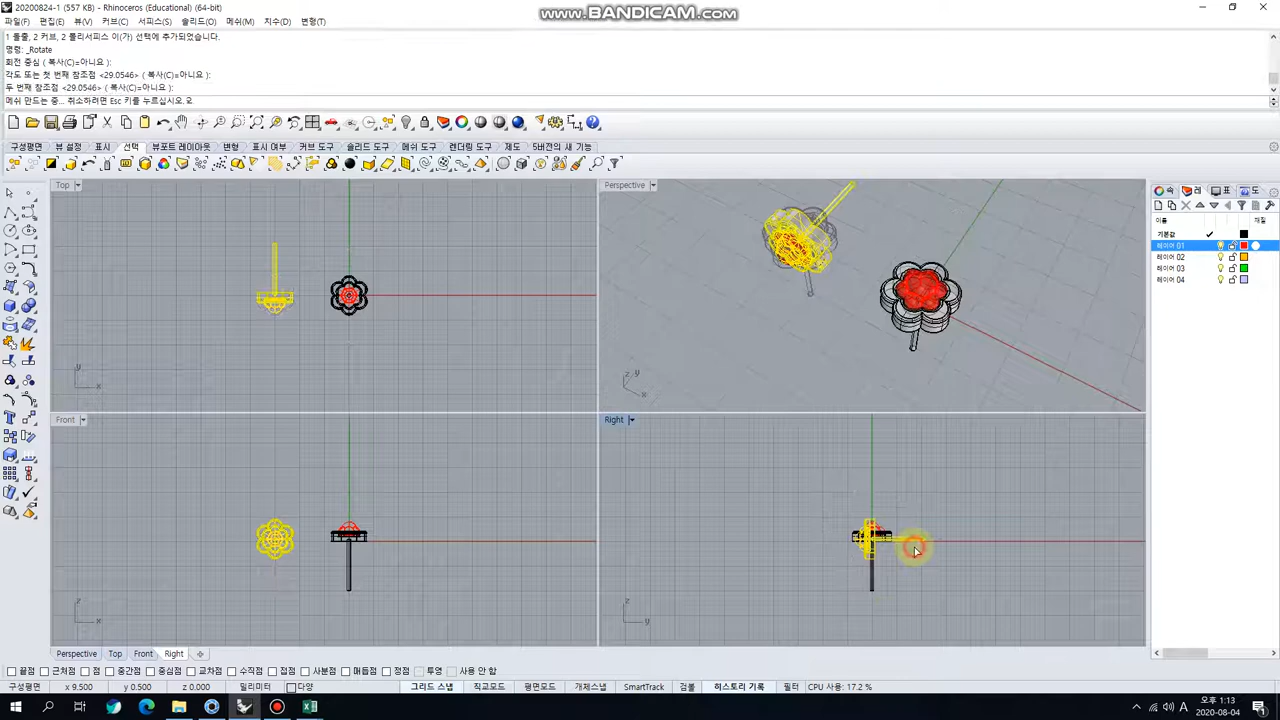 20200824-1 (557 KB) - Rhinoceros (Educational) (64-bit)
www.BANDICAM.com
파일(F) 편집(E) 뷰(V) 커브(C) 서피스(S) 솔리드(O) 메쉬(M) 치수(D) 변형(T)
1 돌출, 2 커브, 2 폴리서피스 이(가) 선택에 추가되었습니다.
명령: _Rotate
회전 중심 ( 복사(C)=아니요 ):
각도 또는 첫 번째 참조점 <29.0546> ( 복사(C)=아니요 ):
두 번째 참조점 <29.0546> ( 복사(C)=아니요 ):
메쉬 만드는 중... 취소하려면 Esc 키를 누르십시오.오
구성평면 뷰 설정 표시 선택 뷰포트 레이아웃 변형 표시 여부 커브 도구 솔리드 도구 메쉬 도구 렌더링 도구 제도 5버전의 새 기능
Top
Perspective
이름 재질
기본값
레이어 01
레이어 02
레이어 03
레이어 04
y
x
z y
x
Front
Right
z
x
z
y
Perspective Top Front Right
끝점 근처점 점 중간점 중심점 교차점 수직점 접점 사분점 매듭점 정점 투영 사용 안 함
구성평면 x 9.500 y 0.500 z 0.000 밀리미터 그리드 스냅 직교모드 평면모드 개체스냅 SmartTrack 검볼 히스토리 기록 필터 CPU 사용: 17.2 %
A
오후 1:13
2020-08-04